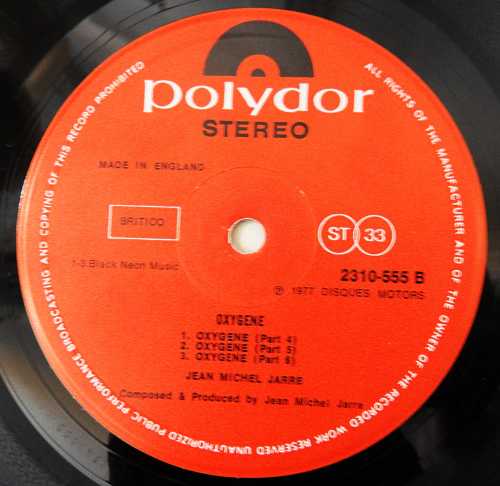 polydor
STEREO
MADE IN ENGLAND
BRITICO
ST 33
1-3.Black Neon Music
2310-555 B
℗ 1977 DISQUES MOTORS
OXYGENE
1. OXYGENE (Part 4)
2. OXYGENE (Part 5)
3. OXYGENE (Part 6)
JEAN MICHEL JARRE
Composed & Produced by Jean Michel Jarre
ALL RIGHTS OF THE MANUFACTURER AND OF THE OWNER OF THE RECORDED WORK RESERVED UNAUTHORIZED PUBLIC PERFORMANCE BROADCASTING AND COPYING OF THIS RECORD PROHIBITED